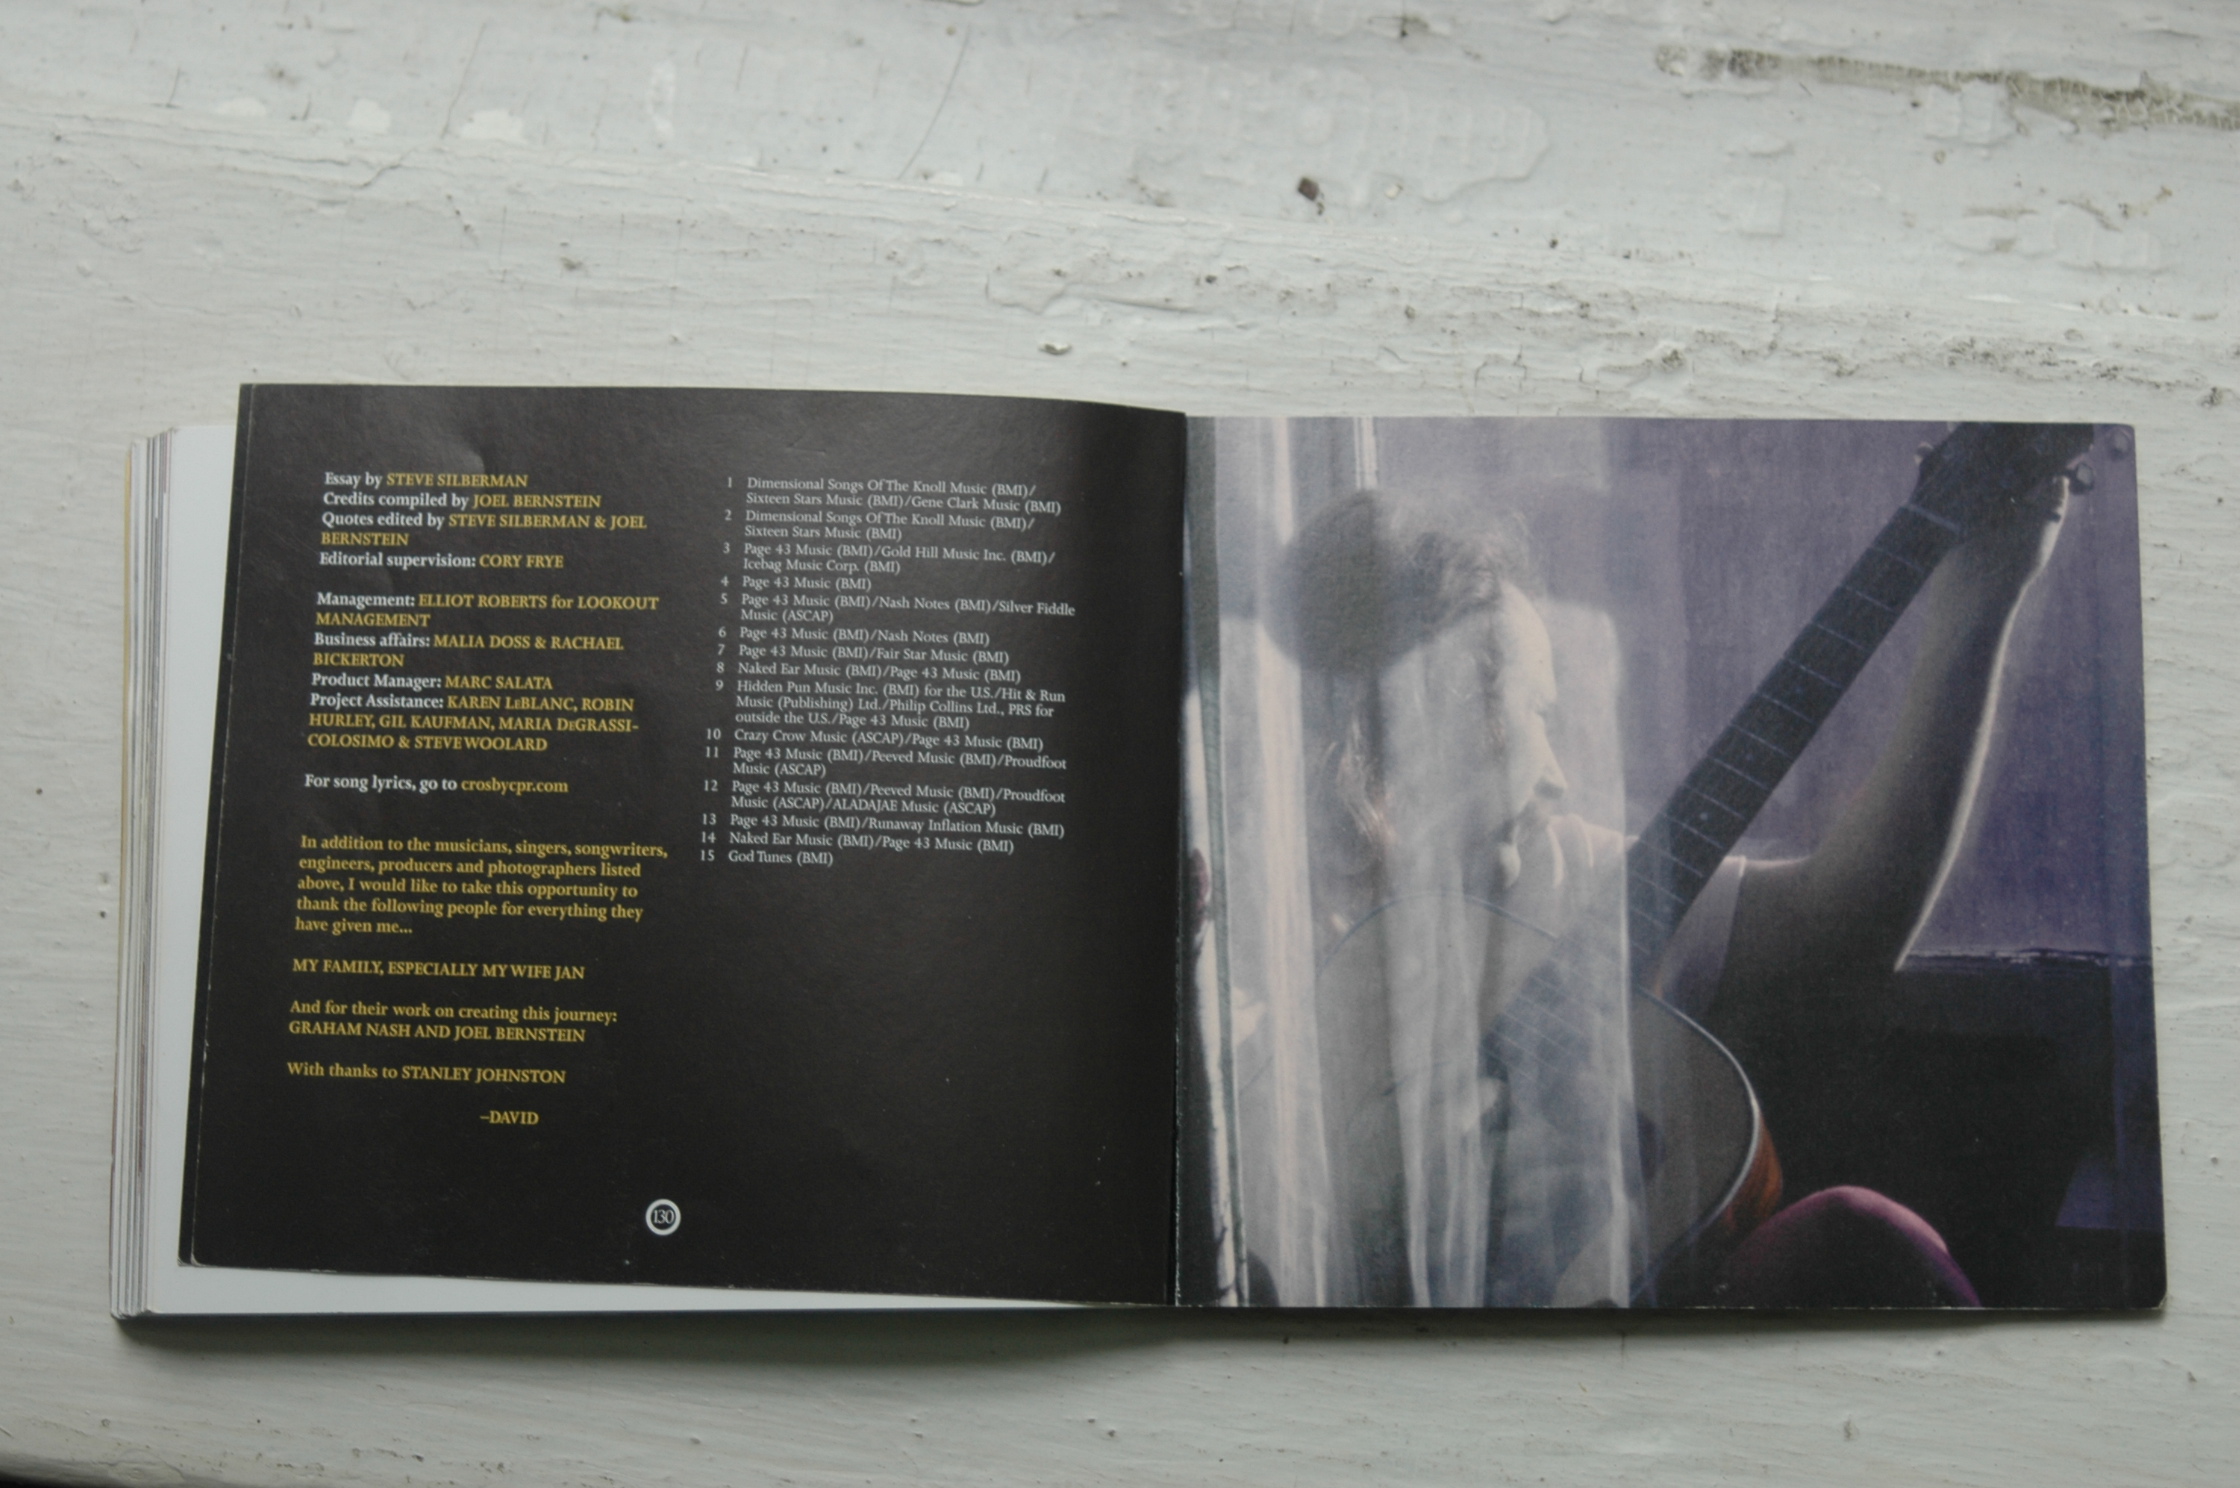 Essay by STEVE SILBERMAN
Credits compiled by JOEL BERNSTEIN
Quotes edited by STEVE SILBERMAN & JOEL
BERNSTEIN
Editorial supervision: CORY FRYE
Management: ELLIOT ROBERTS for LOOKOUT
MANAGEMENT
Business affairs: MALIA DOSS & RACHAEL
BICKERTON
Product Manager: MARC SALATA
Project Assistance: KAREN LeBLANC, ROBIN
HURLEY, GIL KAUFMAN, MARIA DeGRASSI-
COLOSIMO & STEVE WOOLARD
For song lyrics, go to crosbycpr.com
In addition to the musicians, singers, songwriters,
engineers, producers and photographers listed
above, I would like to take this opportunity to
thank the following people for everything they
have given me...
MY FAMILY, ESPECIALLY MY WIFE JAN
And for their work on creating this journey:
GRAHAM NASH AND JOEL BERNSTEIN
With thanks to STANLEY JOHNSTON
–DAVID
1 Dimensional Songs Of The Knoll Music (BMI)/
Sixteen Stars Music (BMI)/Gene Clark Music (BMI)
2 Dimensional Songs Of The Knoll Music (BMI)/
Sixteen Stars Music (BMI)
3 Page 43 Music (BMI)/Gold Hill Music Inc. (BMI)/
Icebag Music Corp. (BMI)
4 Page 43 Music (BMI)
5 Page 43 Music (BMI)/Nash Notes (BMI)/Silver Fiddle
Music (ASCAP)
6 Page 43 Music (BMI)/Nash Notes (BMI)
7 Page 43 Music (BMI)/Fair Star Music (BMI)
8 Naked Ear Music (BMI)/Page 43 Music (BMI)
9 Hidden Pun Music Inc. (BMI) for the U.S./Hit & Run
Music (Publishing) Ltd./Philip Collins Ltd., PRS for
outside the U.S./Page 43 Music (BMI)
10 Crazy Crow Music (ASCAP)/Page 43 Music (BMI)
11 Page 43 Music (BMI)/Peeved Music (BMI)/Proudfoot
Music (ASCAP)
12 Page 43 Music (BMI)/Peeved Music (BMI)/Proudfoot
Music (ASCAP)/ALADAJAE Music (ASCAP)
13 Page 43 Music (BMI)/Runaway Inflation Music (BMI)
14 Naked Ear Music (BMI)/Page 43 Music (BMI)
15 God Tunes (BMI)
130